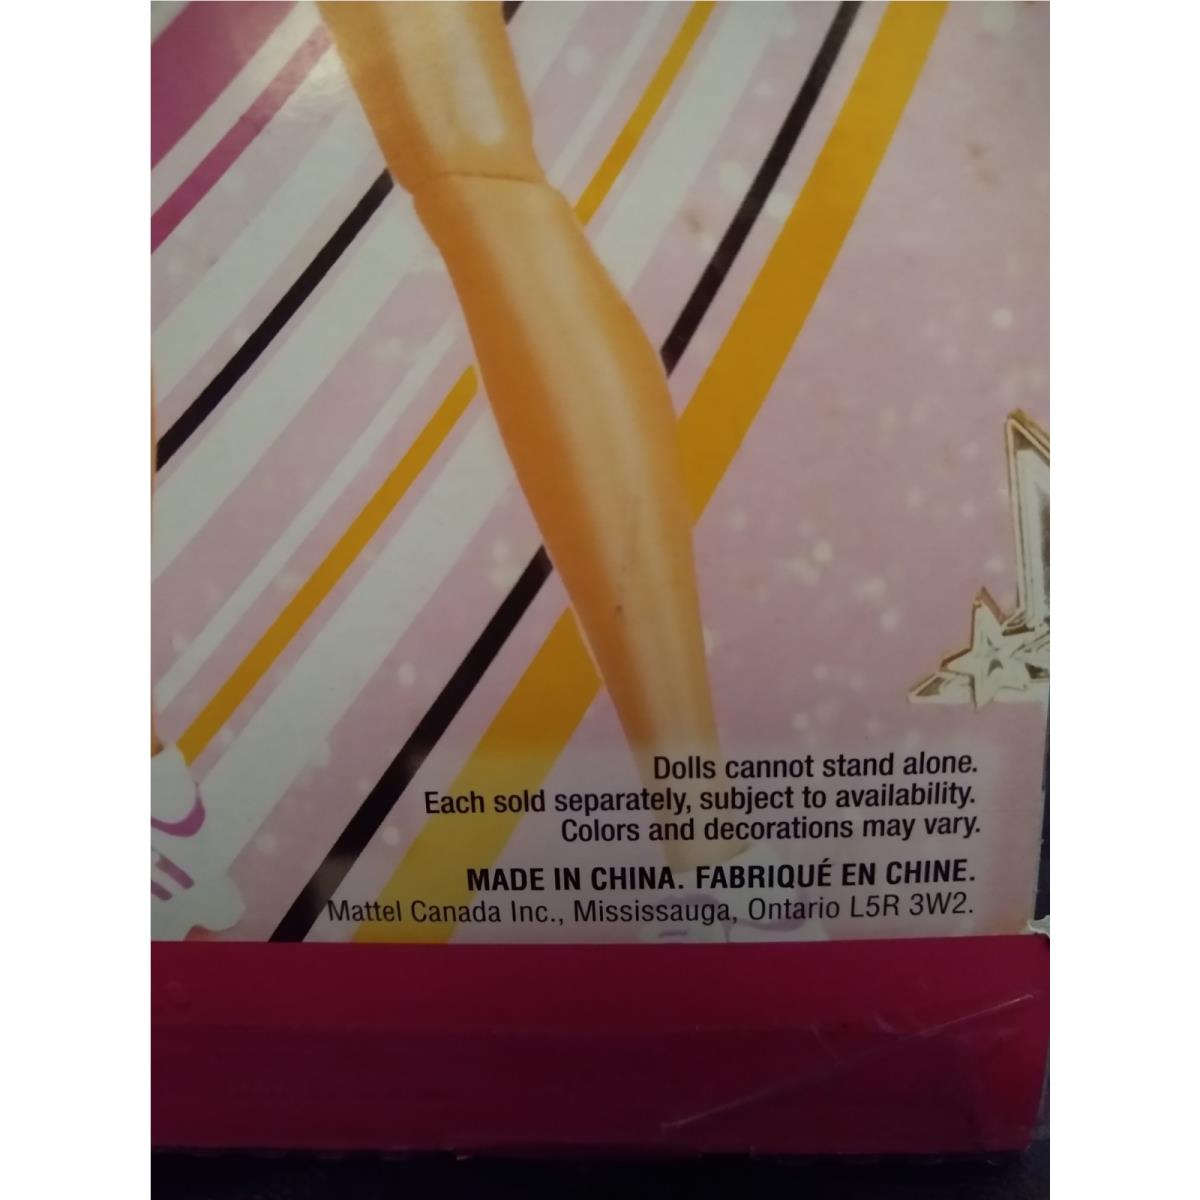 Dolls cannot stand alone.
Each sold separately, subject to availability.
Colors and decorations may vary.
MADE IN CHINA. FABRIQUÉ EN CHINE.
Mattel Canada Inc., Mississauga, Ontario L5R 3W2.